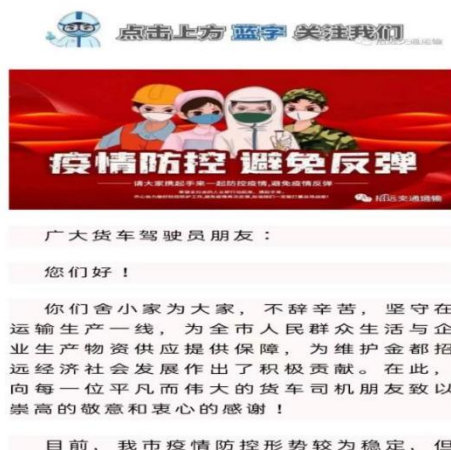 点击上方 蓝字 关注我们
招远交通运输
疫情防控 避免反弹
请大家携起手来一起防控疫情,避免疫情反弹
招远交通运输
广大货车驾驶员朋友：
您们好！
你们舍小家为大家，不辞辛苦，坚守在
运输生产一线，为全市人民群众生活与企
业生产物资供应提供保障，为维护金都招
远经济社会发展作出了积极贡献。在此，
向每一位平凡而伟大的货车司机朋友致以
崇高的敬意和衷心的感谢！
目前，我市疫情防控形势较为稳定，但